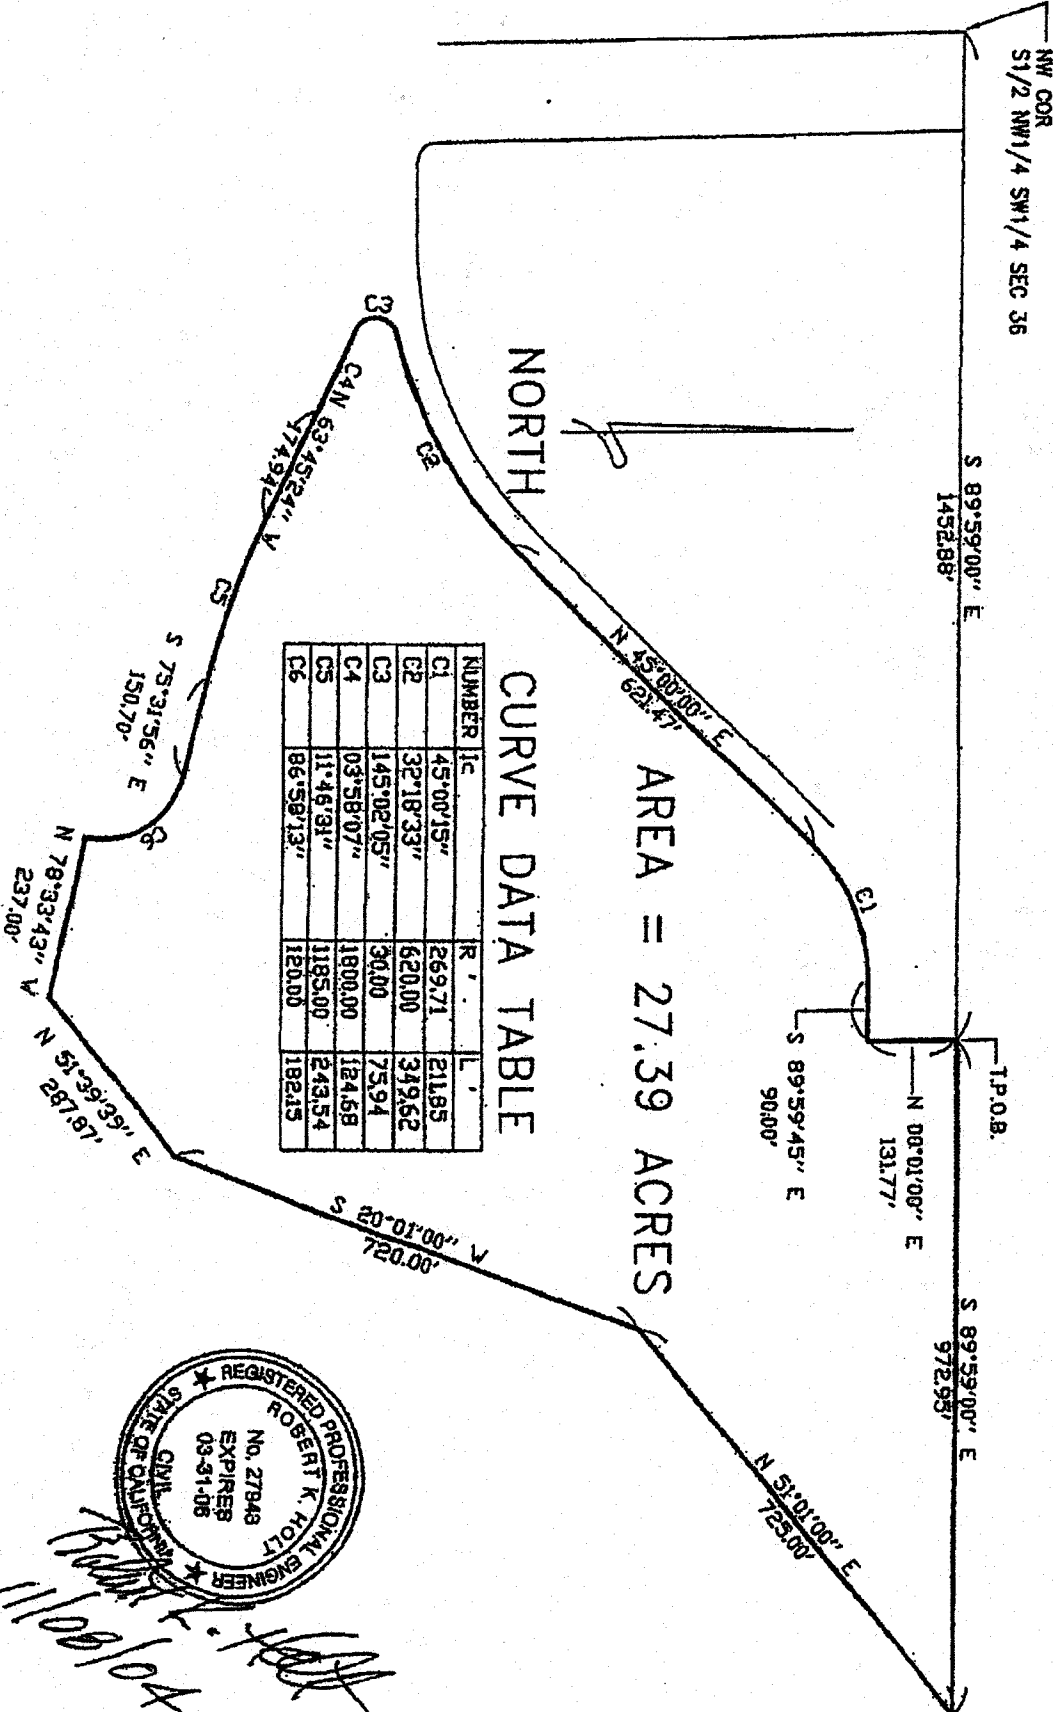 NW COR
S1/2 NW1/4 SW1/4 SEC 36
S 89°59'00" E
1452.88'
T.P.O.B.
N 00°01'00" E
131.77'
S 89°59'45" E
90.00'
S 89°59'00" E
972.95'
NORTH
N 45°00'00" E
621.47'
C1
C2
C3
C4
N 63°45'24" W
174.94'
C5
S 75°31'56" E
150.70'
C6
N 78°33'43" W
237.00'
N 51°39'39" E
287.87'
S 20°01'00" W
720.00'
N 51°01'00" E
725.00'
AREA = 27.39 ACRES
CURVE DATA TABLE
NUMBER Ic R ' L '
C1 45°00'15" 269.71 211.85
C2 32°18'33" 620.00 349.62
C3 145°02'05" 30.00 75.94
C4 03°58'07" 1800.00 124.68
C5 11°46'31" 1185.00 243.54
C6 86°58'13" 120.00 182.15
REGISTERED PROFESSIONAL ENGINEER
ROBERT K. HOLT
No. 27948
EXPIRES
03-31-06
CIVIL
STATE OF CALIFORNIA
Robert K. Holt
11/08/04